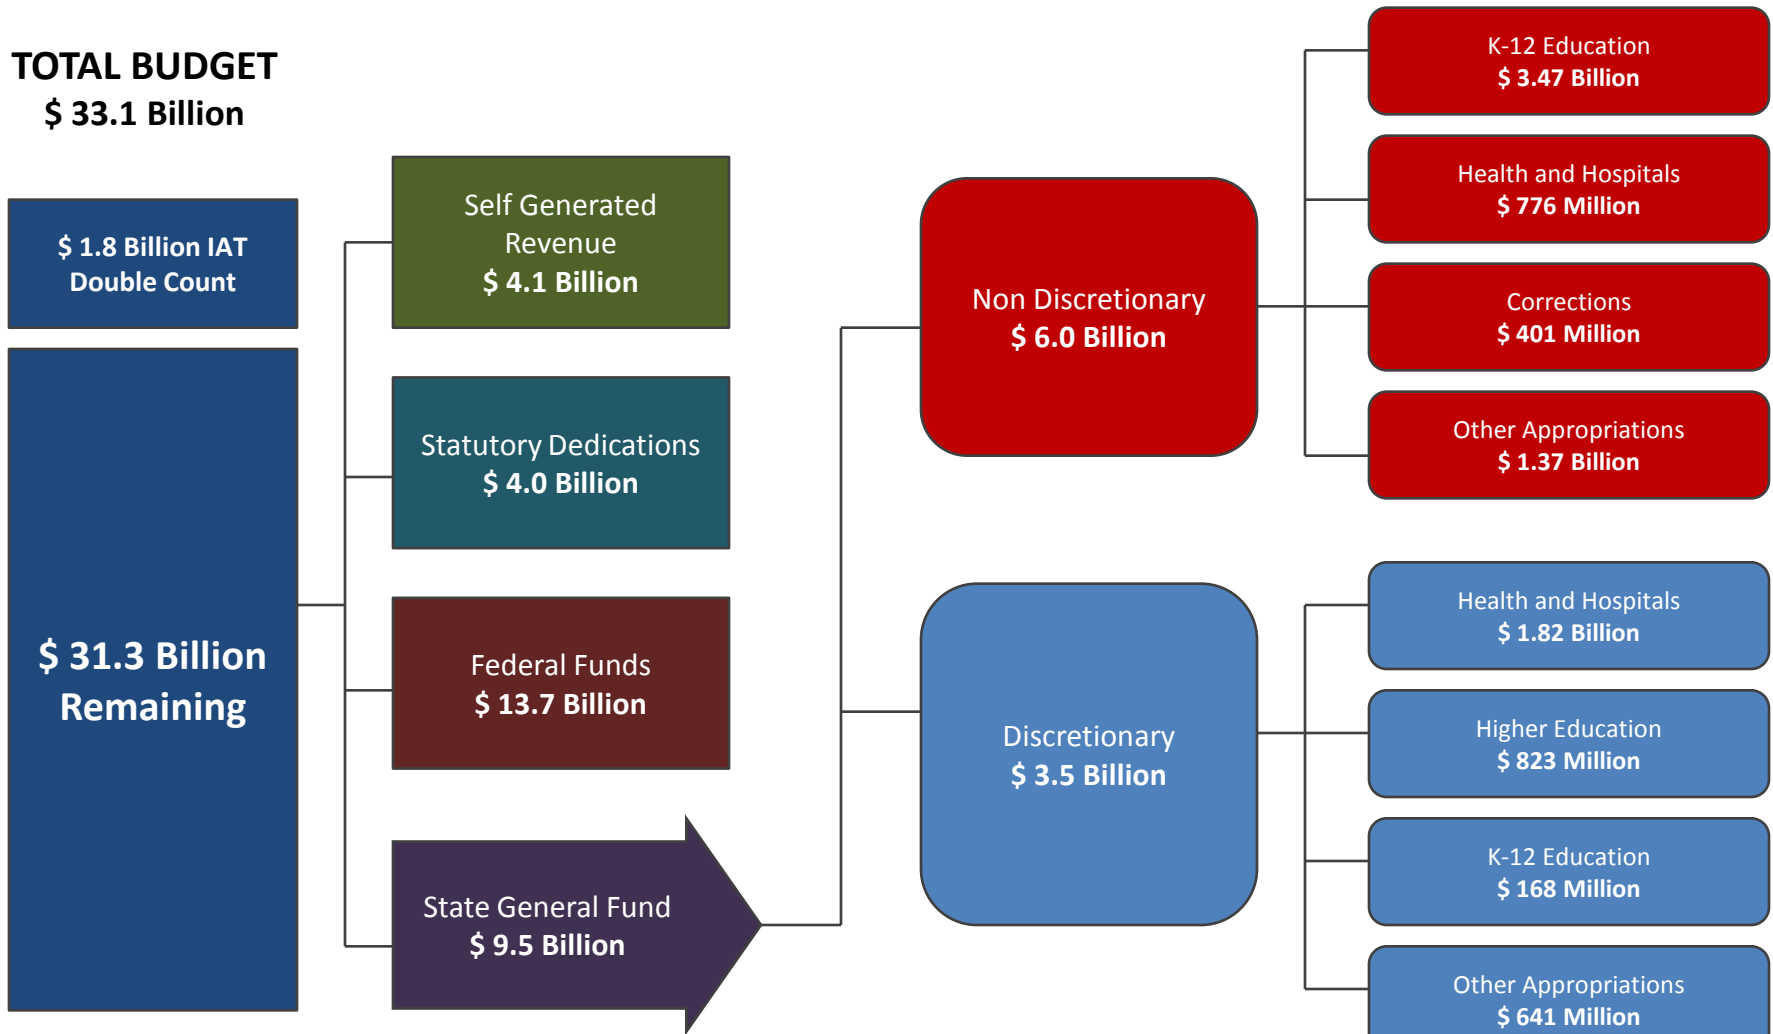 TOTAL BUDGET
$ 33.1 Billion
$ 1.8 Billion IAT
Double Count
$ 31.3 Billion
Remaining
Self Generated
Revenue
$ 4.1 Billion
Statutory Dedications
$ 4.0 Billion
Federal Funds
$ 13.7 Billion
State General Fund
$ 9.5 Billion
Non Discretionary
$ 6.0 Billion
Discretionary
$ 3.5 Billion
K-12 Education
$ 3.47 Billion
Health and Hospitals
$ 776 Million
Corrections
$ 401 Million
Other Appropriations
$ 1.37 Billion
Health and Hospitals
$ 1.82 Billion
Higher Education
$ 823 Million
K-12 Education
$ 168 Million
Other Appropriations
$ 641 Million